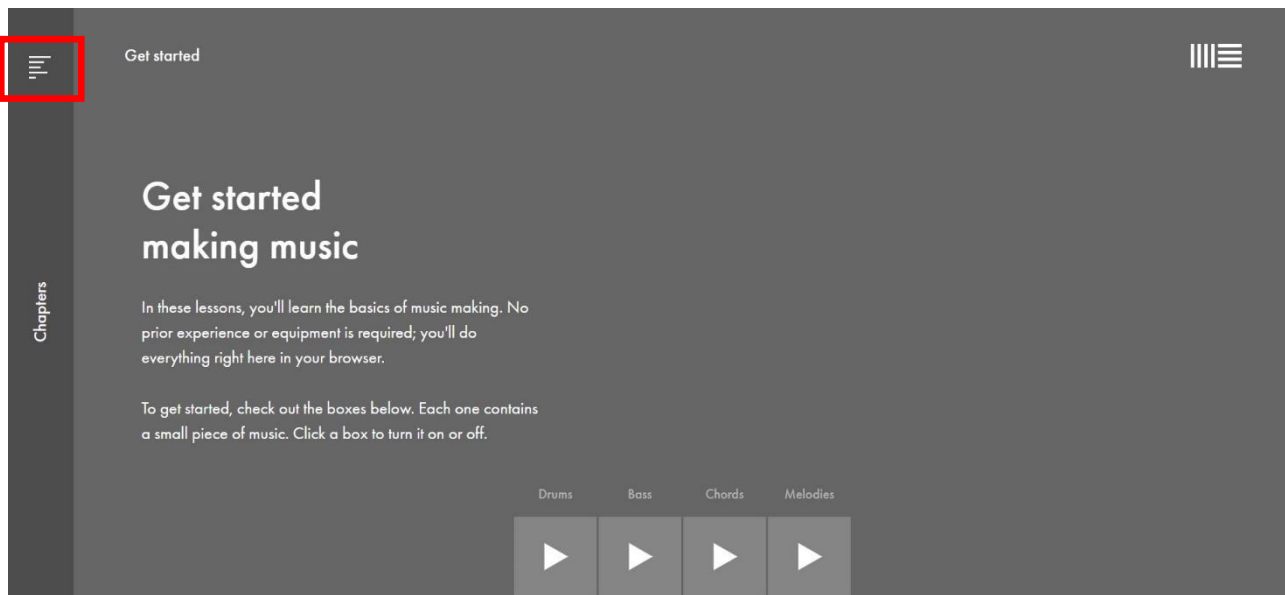 Get started
Chapters
Get started
making music
In these lessons, you'll learn the basics of music making. No
prior experience or equipment is required; you'll do
everything right here in your browser.
To get started, check out the boxes below. Each one contains
a small piece of music. Click a box to turn it on or off.
Drums Bass Chords Melodies